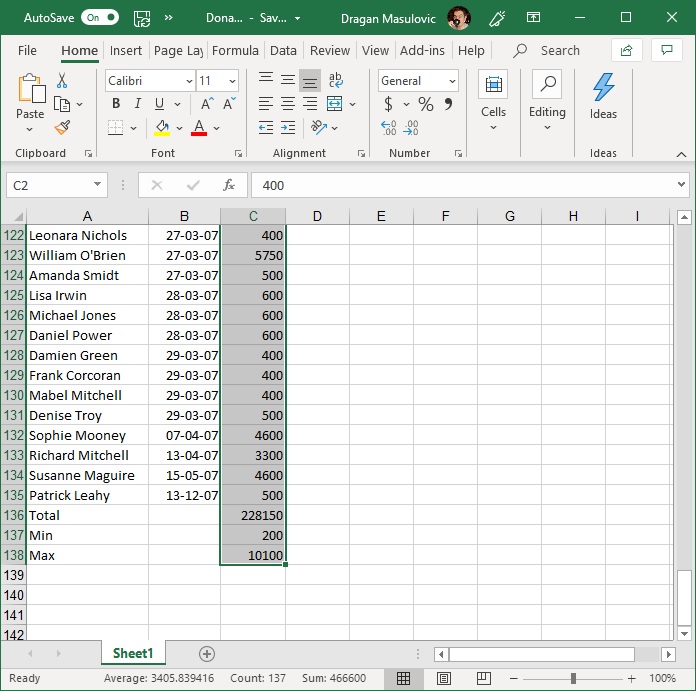 AutoSave On » Dona... - Sav... Dragan Masulovic
File Home Insert Page Lay Formula Data Review View Add-ins Help Search
Paste Calibri 11 B I U A A A ab General $ % 9 .00 .00 Cells Editing Ideas
Clipboard Font Alignment Number Ideas
C2 fx 400
A B C D E F G H I
122 Leonara Nichols 27-03-07 400
123 William O'Brien 27-03-07 5750
124 Amanda Smidt 27-03-07 500
125 Lisa Irwin 28-03-07 600
126 Michael Jones 28-03-07 600
127 Daniel Power 28-03-07 600
128 Damien Green 29-03-07 400
129 Frank Corcoran 29-03-07 400
130 Mabel Mitchell 29-03-07 400
131 Denise Troy 29-03-07 500
132 Sophie Mooney 07-04-07 4600
133 Richard Mitchell 13-04-07 3300
134 Susanne Maguire 15-05-07 4600
135 Patrick Leahy 13-12-07 500
136 Total 228150
137 Min 200
138 Max 10100
139
140
141
142
Sheet1
Ready Average: 3405.839416 Count: 137 Sum: 466600 100%